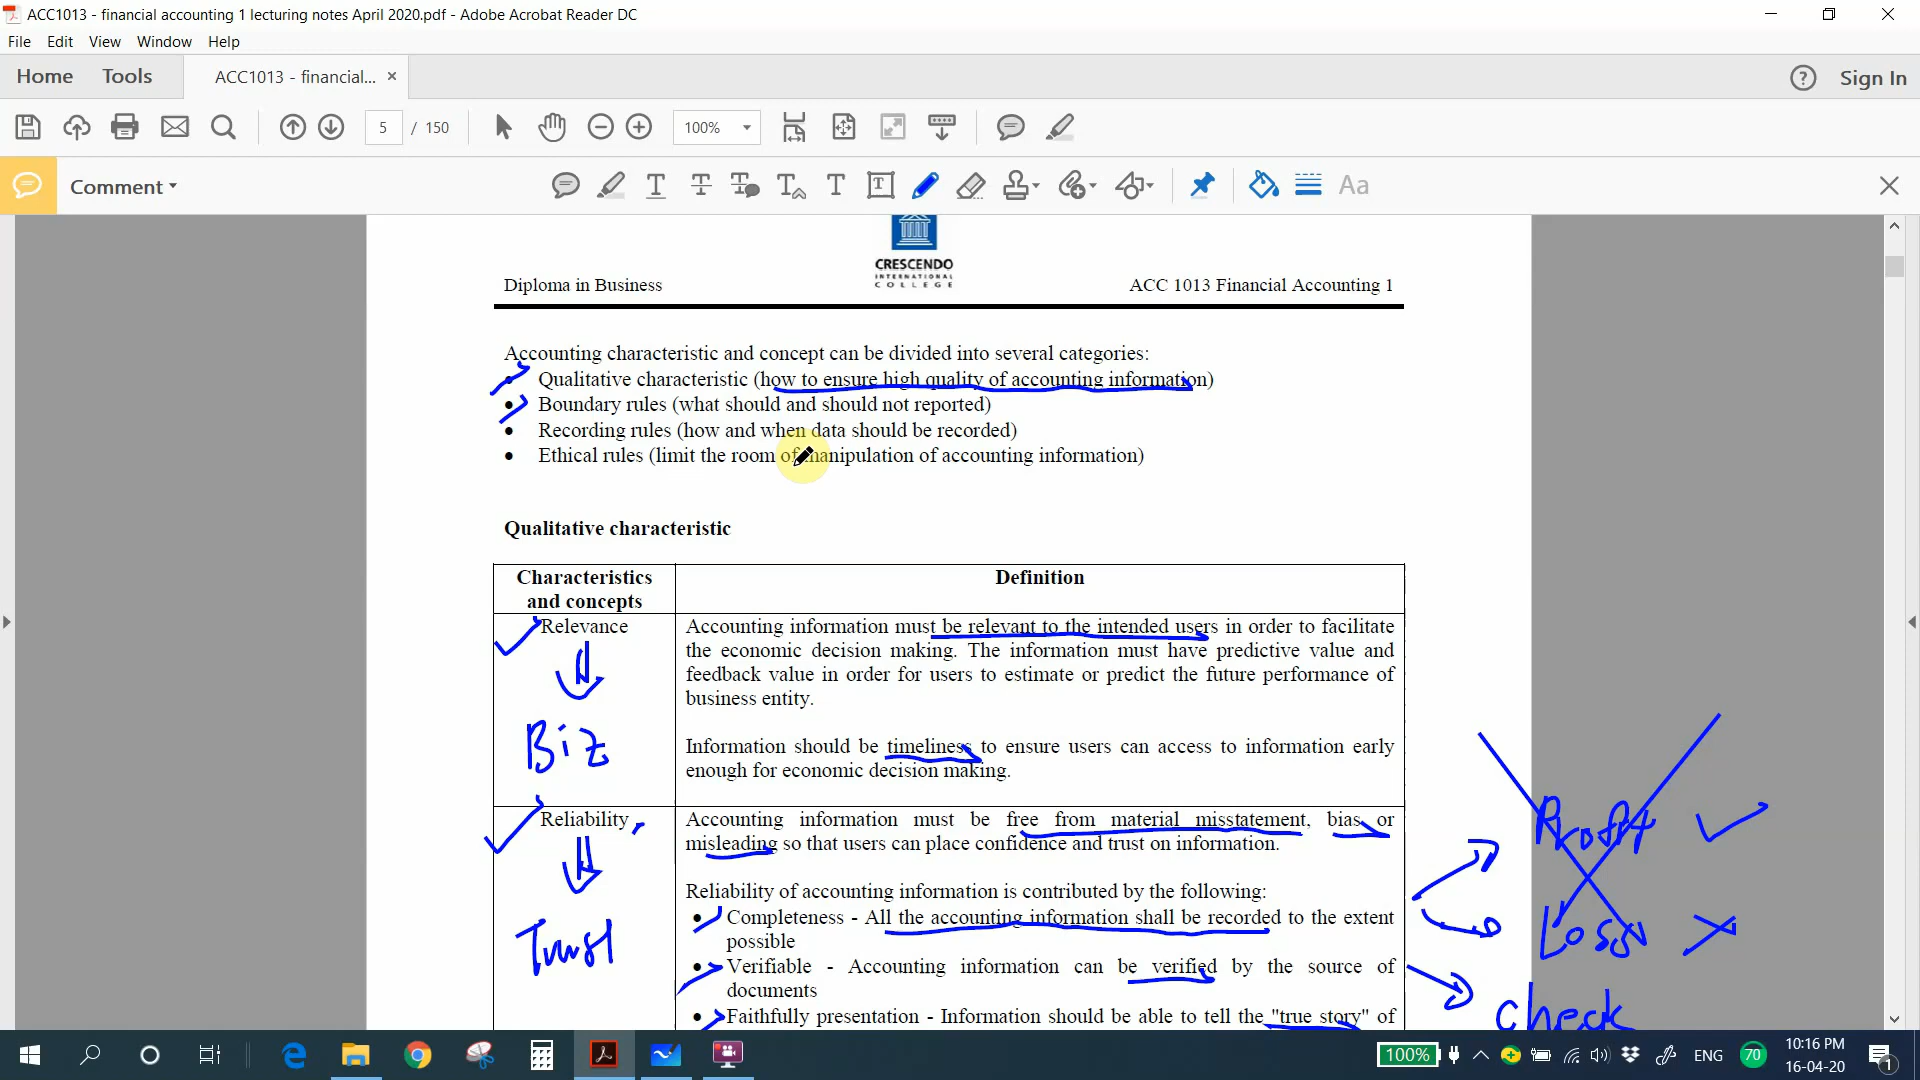 ACC1013 - financial accounting 1 lecturing notes April 2020.pdf - Adobe Acrobat Reader DC
File Edit View Window Help
Home Tools ACC1013 - financial... × Sign In
5 / 150 100%
Comment
CRESCENDO
INTERNATIONAL
COLLEGE
Diploma in Business ACC 1013 Financial Accounting 1
Accounting characteristic and concept can be divided into several categories:
• Qualitative characteristic (how to ensure high quality of accounting information)
• Boundary rules (what should and should not reported)
• Recording rules (how and when data should be recorded)
• Ethical rules (limit the room of manipulation of accounting information)
Qualitative characteristic
Characteristics and concepts
Definition
Relevance
Biz
Accounting information must be relevant to the intended users in order to facilitate
the economic decision making. The information must have predictive value and
feedback value in order for users to estimate or predict the future performance of
business entity.
Information should be timeliness to ensure users can access to information early
enough for economic decision making.
Reliability
Trust
Accounting information must be free from material misstatement, bias or
misleading so that users can place confidence and trust on information.
Reliability of accounting information is contributed by the following:
• Completeness - All the accounting information shall be recorded to the extent
possible
• Verifiable - Accounting information can be verified by the source of
documents
• Faithfully presentation - Information should be able to tell the "true story" of
Profit
Loss
check
100% ENG 70 10:16 PM
16-04-20
1